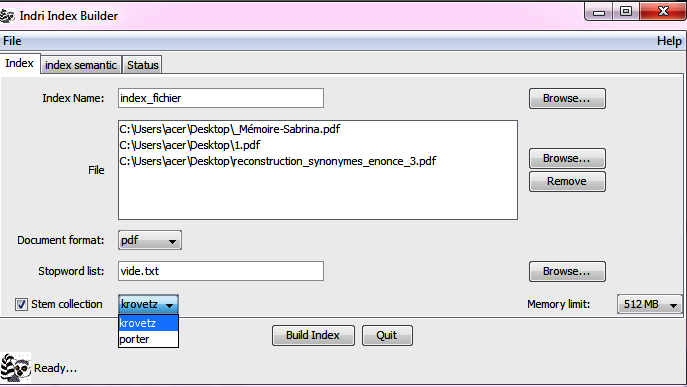 Indri Index Builder
File Help
Index index semantic Status
Index Name: index_fichier Browse...
C:\Users\acer\Desktop\_Mémoire-Sabrina.pdf
C:\Users\acer\Desktop\1.pdf
C:\Users\acer\Desktop\reconstruction_synonymes_enonce_3.pdf
File
Browse...
Remove
Document format: pdf
Stopword list: vide.txt Browse...
Stem collection krovetz Memory limit: 512 MB
krovetz
porter
Build Index Quit
Ready...